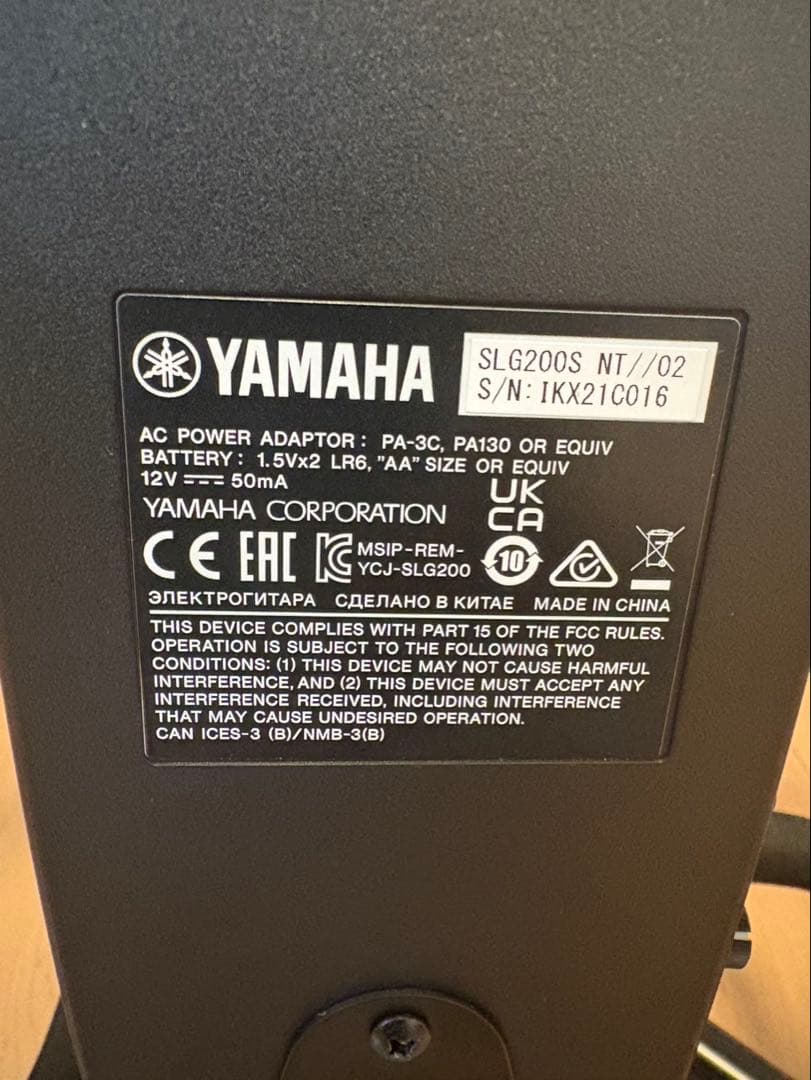 YAMAHA
SLG200S NT//02
S/N: IKX21C016
AC POWER ADAPTOR : PA-3C, PA130 OR EQUIV
BATTERY : 1.5Vx2 LR6, "AA" SIZE OR EQUIV
12V 50mA
YAMAHA CORPORATION
UK
CA
CE EAC
MSIP-REM-
YCJ-SLG200
10
ЭЛЕКТРОГИТАРА СДЕЛАНО В КИТАЕ MADE IN CHINA
THIS DEVICE COMPLIES WITH PART 15 OF THE FCC RULES.
OPERATION IS SUBJECT TO THE FOLLOWING TWO
CONDITIONS: (1) THIS DEVICE MAY NOT CAUSE HARMFUL
INTERFERENCE, AND (2) THIS DEVICE MUST ACCEPT ANY
INTERFERENCE RECEIVED, INCLUDING INTERFERENCE
THAT MAY CAUSE UNDESIRED OPERATION.
CAN ICES-3 (B)/NMB-3(B)